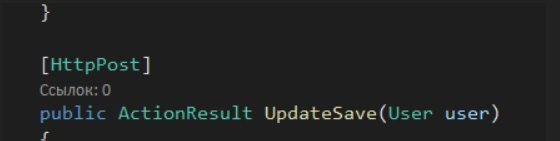 }
[HttpPost]
Ссылок: 0
public ActionResult UpdateSave(User user)
{